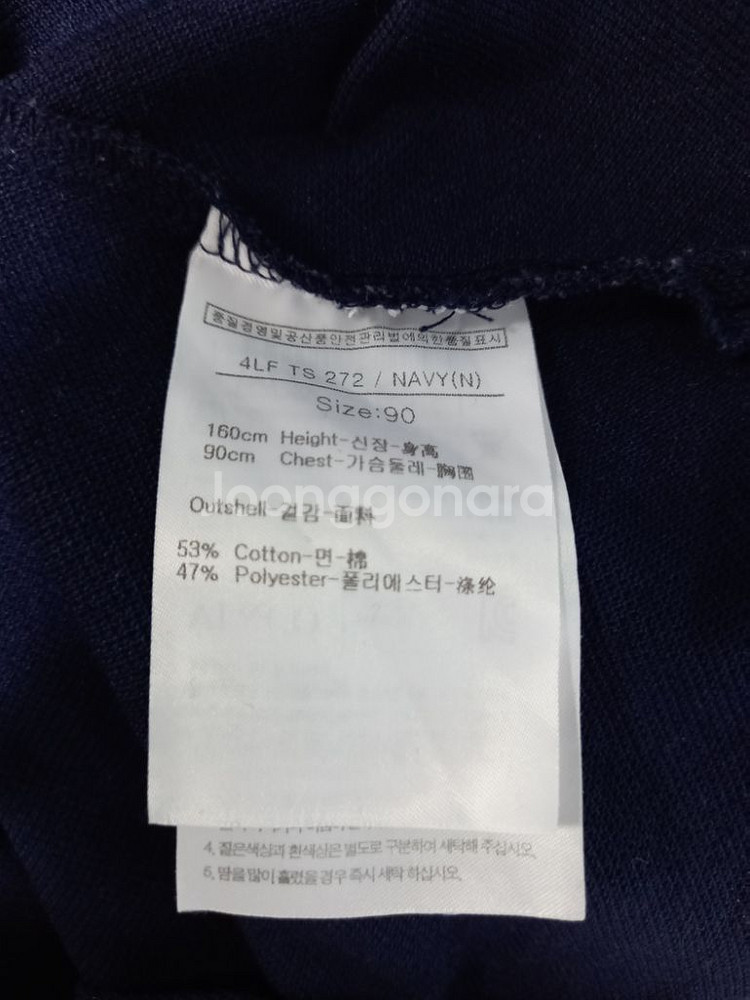 품질경영및공산품안전관리법에의한품질표시
4LF TS 272 / NAVY(N)
Size:90
160cm Height-신장-身高
90cm Chest-가슴둘레-胸围
Joonggonara
Outshell-겉감-面料
53% Cotton-면-棉
47% Polyester-폴리에스터-涤纶
4. 짙은색상과 흰색상은 별도로 구분하여 세탁해 주십시오.
5. 땀을 많이 흘렸을 경우 즉시 세탁 하십시오.